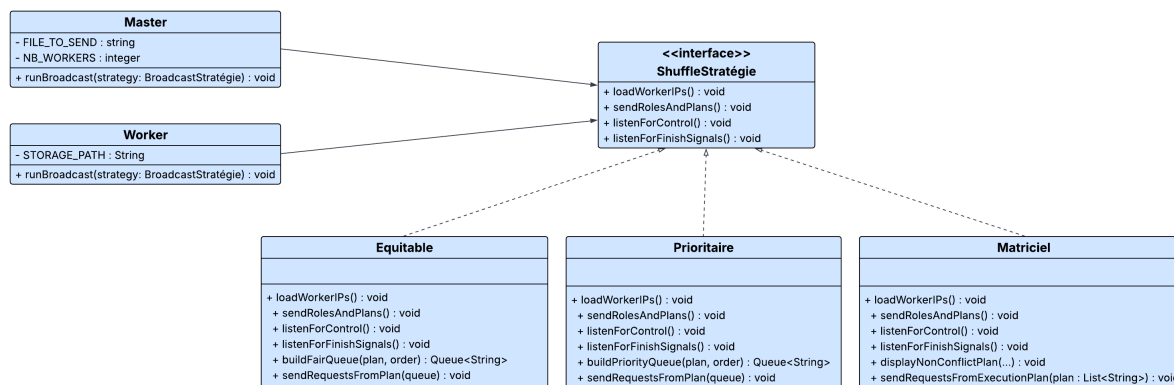 Master
- FILE_TO_SEND : string
- NB_WORKERS : integer
+ runBroadcast(strategy: BroadcastStratégie) : void
<<interface>>
ShuffleStratégie
+ loadWorkerIPs() : void
+ sendRolesAndPlans() : void
+ listenForControl() : void
+ listenForFinishSignals() : void
Worker
- STORAGE_PATH : String
+ runBroadcast(strategy: BroadcastStratégie) : void
Equitable
+ loadWorkerIPs() : void
+ sendRolesAndPlans() : void
+ listenForControl() : void
+ listenForFinishSignals() : void
+ buildFairQueue(plan, order) : Queue<String>
+ sendRequestsFromPlan(queue) : void
Prioritaire
+ loadWorkerIPs() : void
+ sendRolesAndPlans() : void
+ listenForControl() : void
+ listenForFinishSignals() : void
+ buildPriorityQueue(plan, order) : Queue<String>
+ sendRequestsFromPlan(queue) : void
Matriciel
+ loadWorkerIPs() : void
+ sendRolesAndPlans() : void
+ listenForControl() : void
+ listenForFinishSignals() : void
+ displayNonConflictPlan(...) : void
+ sendRequestsFromExecutionPlan(plan : List<String>) : void